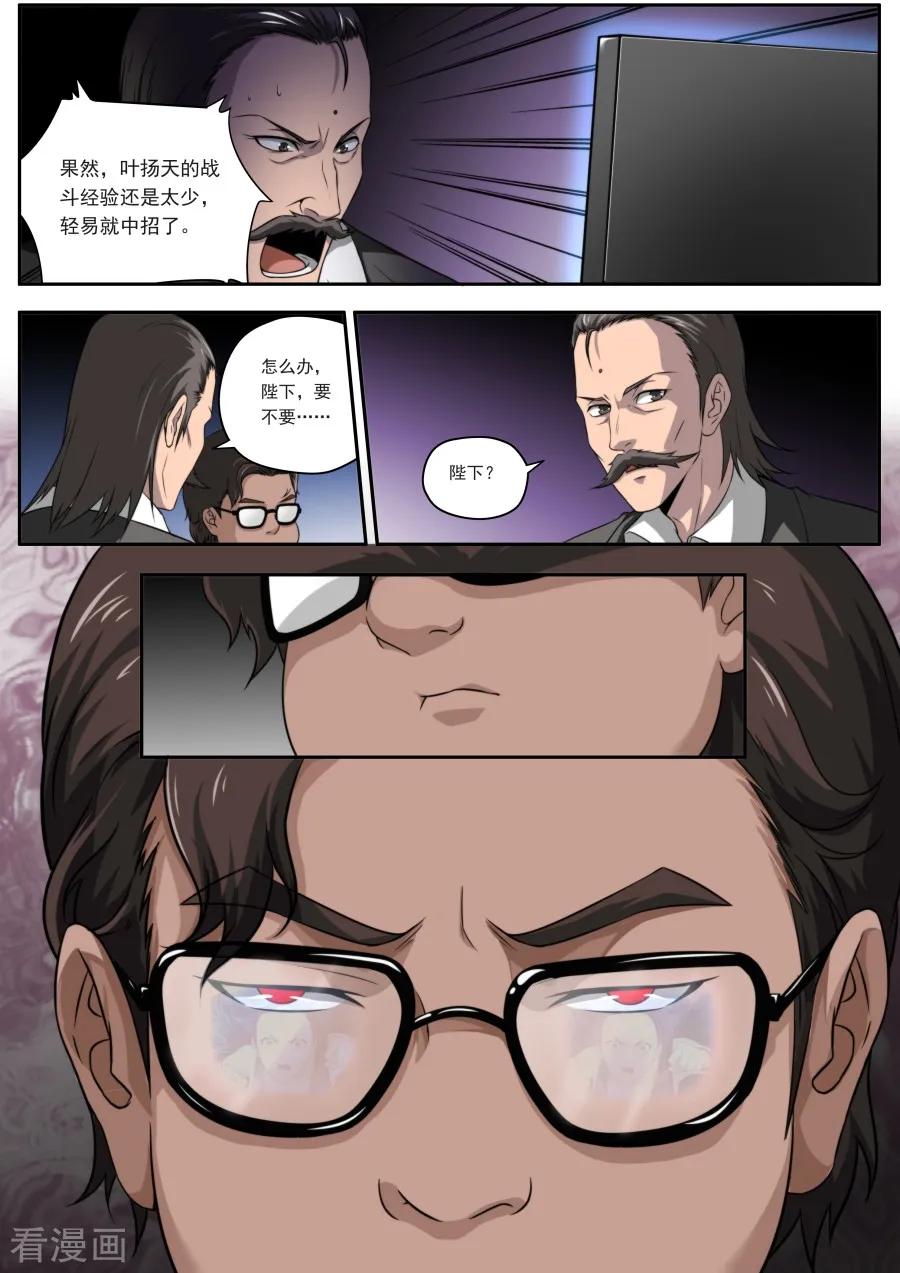 果然，叶扬天的战
斗经验还是太少，
轻易就中招了。
怎么办，
陛下，要
不要……
陛下？
看漫画